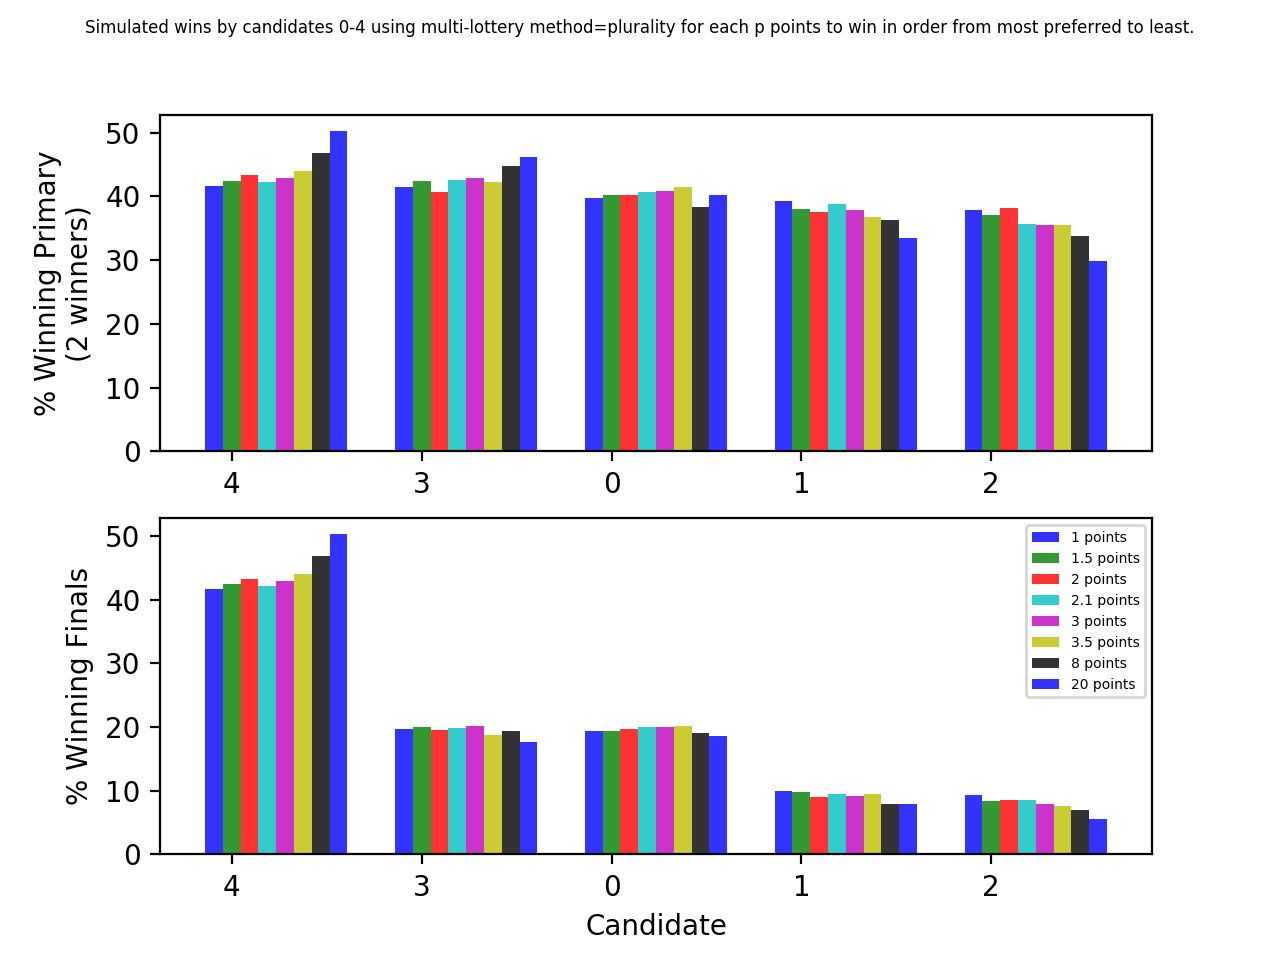 Simulated wins by candidates 0-4 using multi-lottery method=plurality for each p points to win in order from most preferred to least.
% Winning Primary
(2 winners)
50
40
30
20
10
0
4 3 0 1 2
% Winning Finals
50
40
30
20
10
0
1 points
1.5 points
2 points
2.1 points
3 points
3.5 points
8 points
20 points
4 3 0 1 2
Candidate